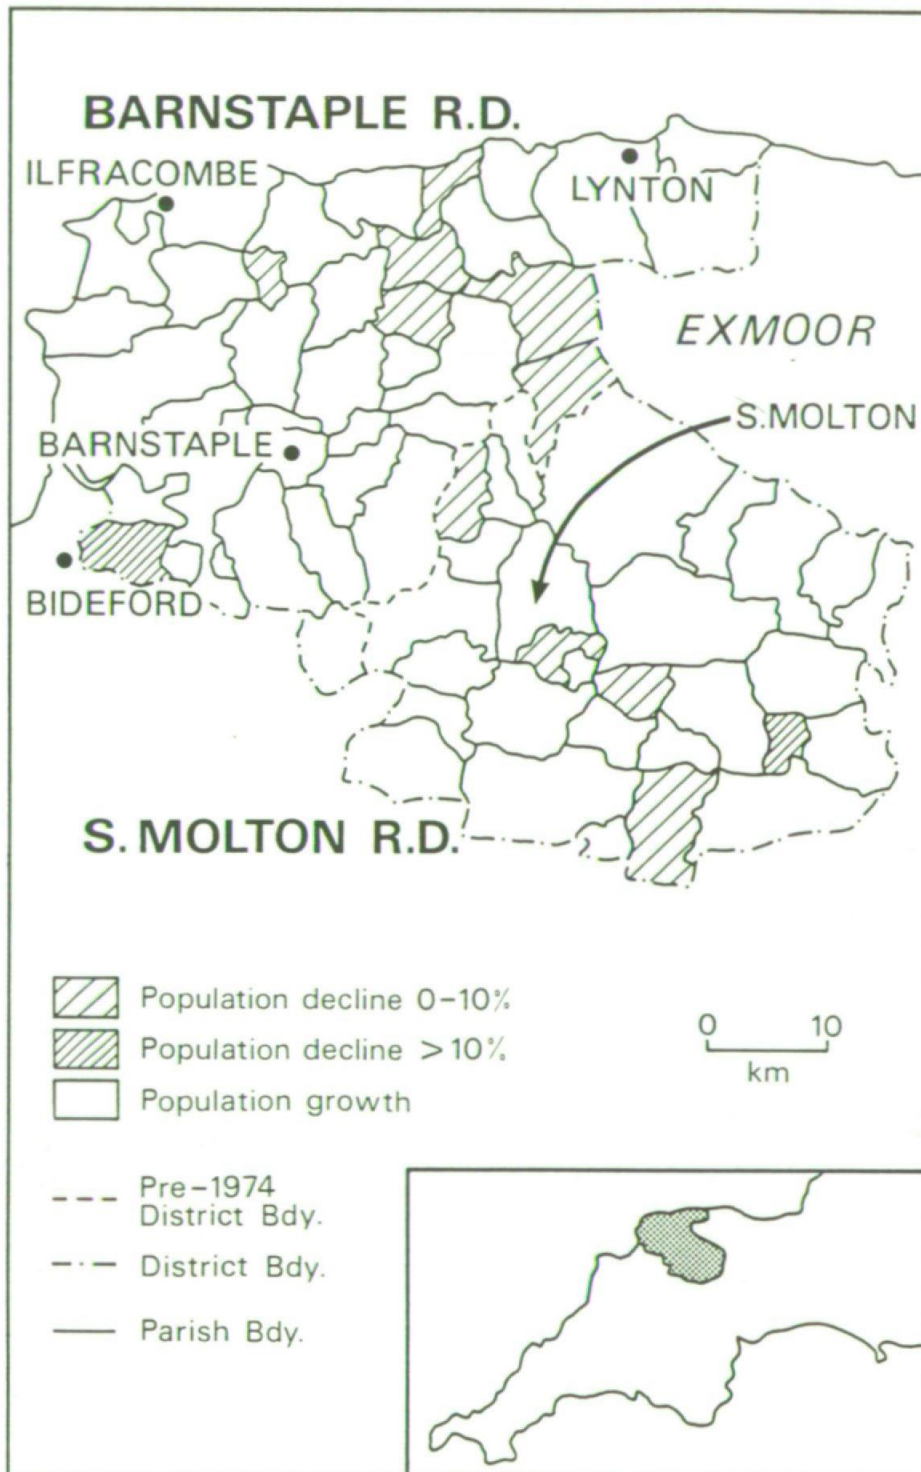 BARNSTAPLE R.D.
ILFRACOMBE
LYNTON
EXMOOR
S.MOLTON
BARNSTAPLE
BIDEFORD
S. MOLTON R.D.
Population decline 0-10%
Population decline >10%
Population growth
0 10
km
Pre-1974
District Bdy.
District Bdy.
Parish Bdy.